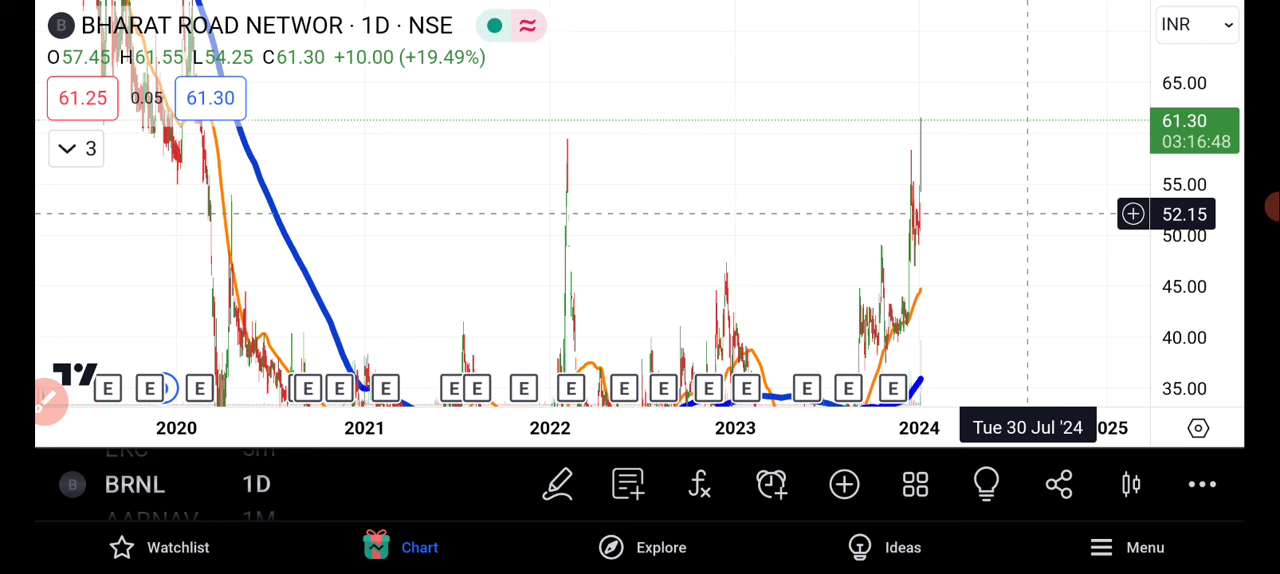 B BHARAT ROAD NETWOR · 1D · NSE
INR
O57.45 H61.55 L54.25 C61.30 +10.00 (+19.49%)
61.25 0.05 61.30
3
65.00
61.30
03:16:48
55.00
52.15
50.00
45.00
40.00
35.00
E E E E E E E E E E E E E E E E E
2020 2021 2022 2023 2024 Tue 30 Jul '24 025
B BRNL 1D
AARNAV 1M
Watchlist Chart Explore Ideas Menu